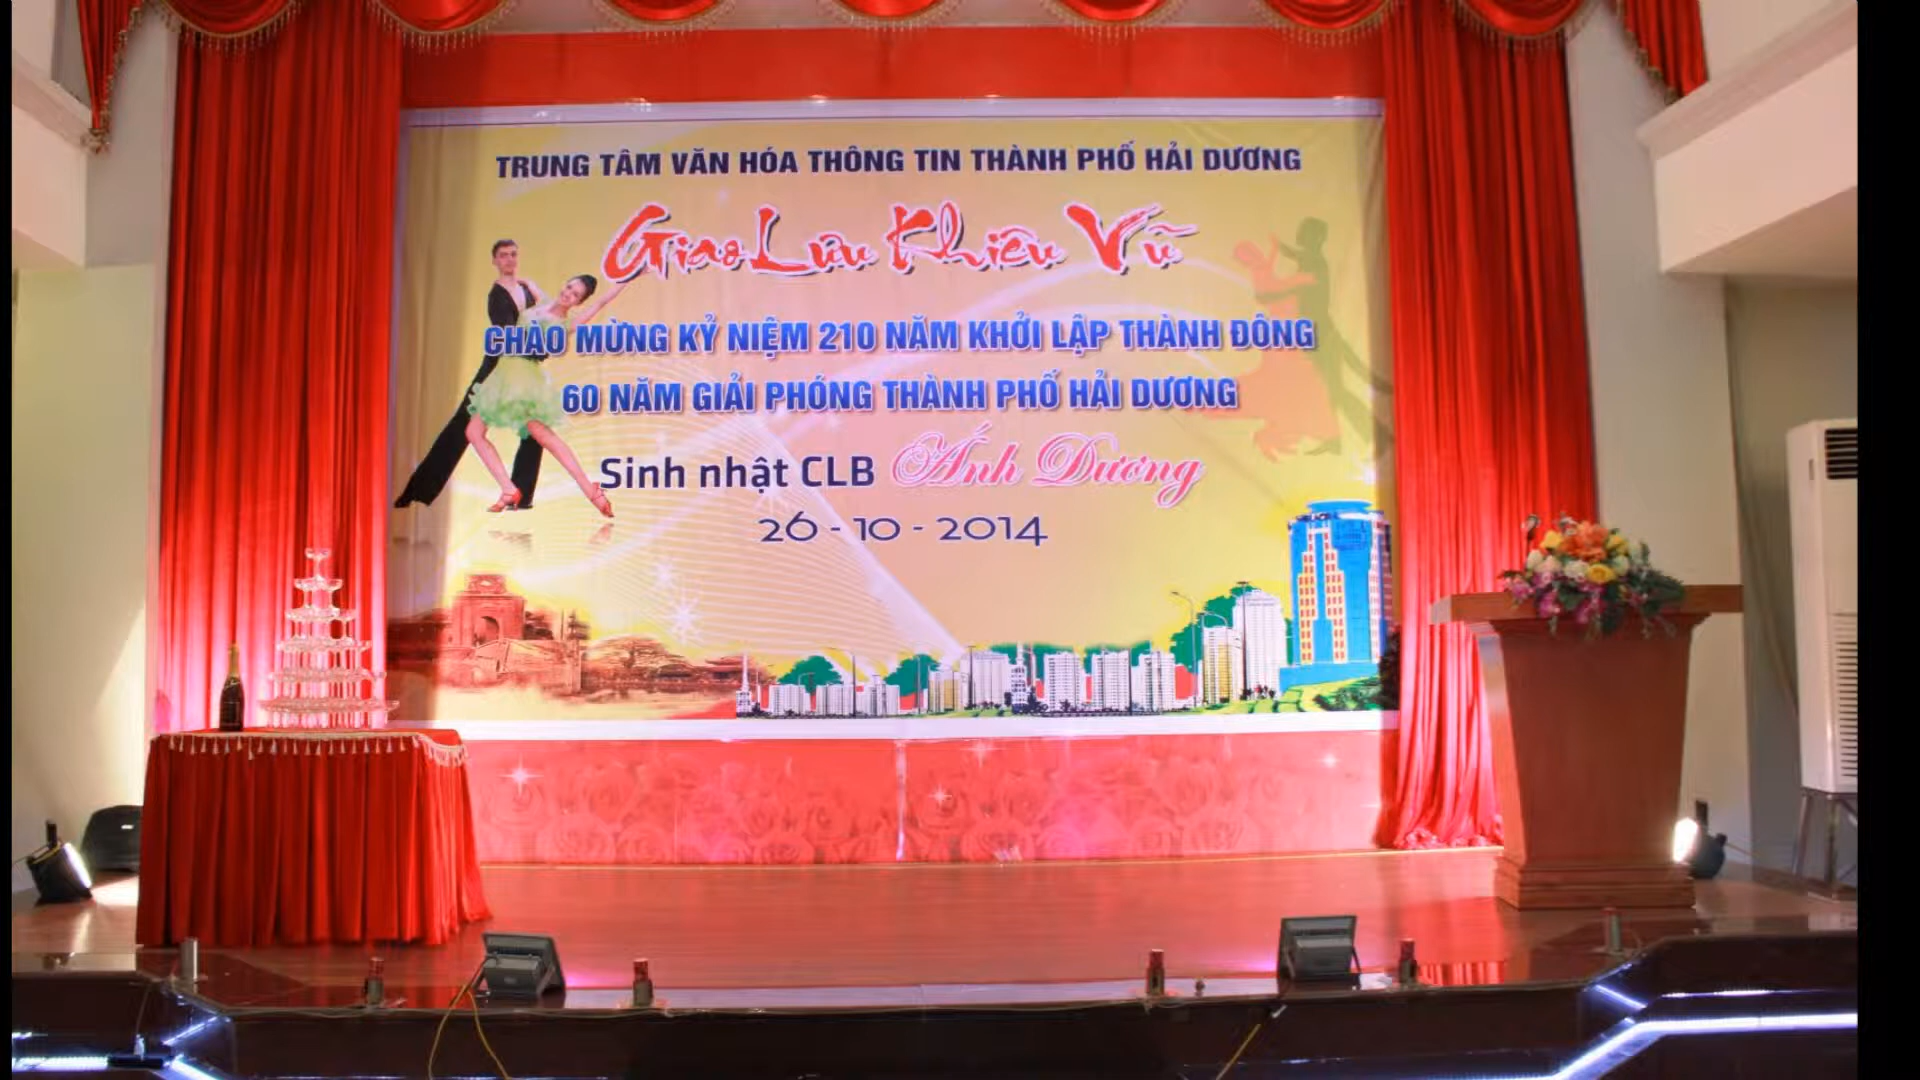 TRUNG TÂM VĂN HÓA THÔNG TIN THÀNH PHỐ HẢI DƯƠNG
Giao Lưu Khiêu Vũ
CHÀO MỪNG KỶ NIỆM 210 NĂM KHỞI LẬP THÀNH ĐÔNG
60 NĂM GIẢI PHÓNG THÀNH PHỐ HẢI DƯƠNG
Sinh nhật CLB Ánh Dương
26 - 10 - 2014